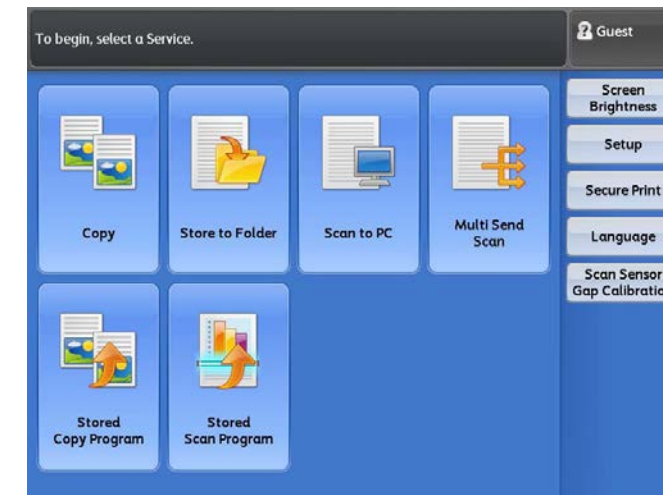 To begin, select a Service.
Guest
Copy
Store to Folder
Scan to PC
Multi Send
Scan
Stored
Copy Program
Stored
Scan Program
Screen
Brightness
Setup
Secure Print
Language
Scan Sensor
Gap Calibratio